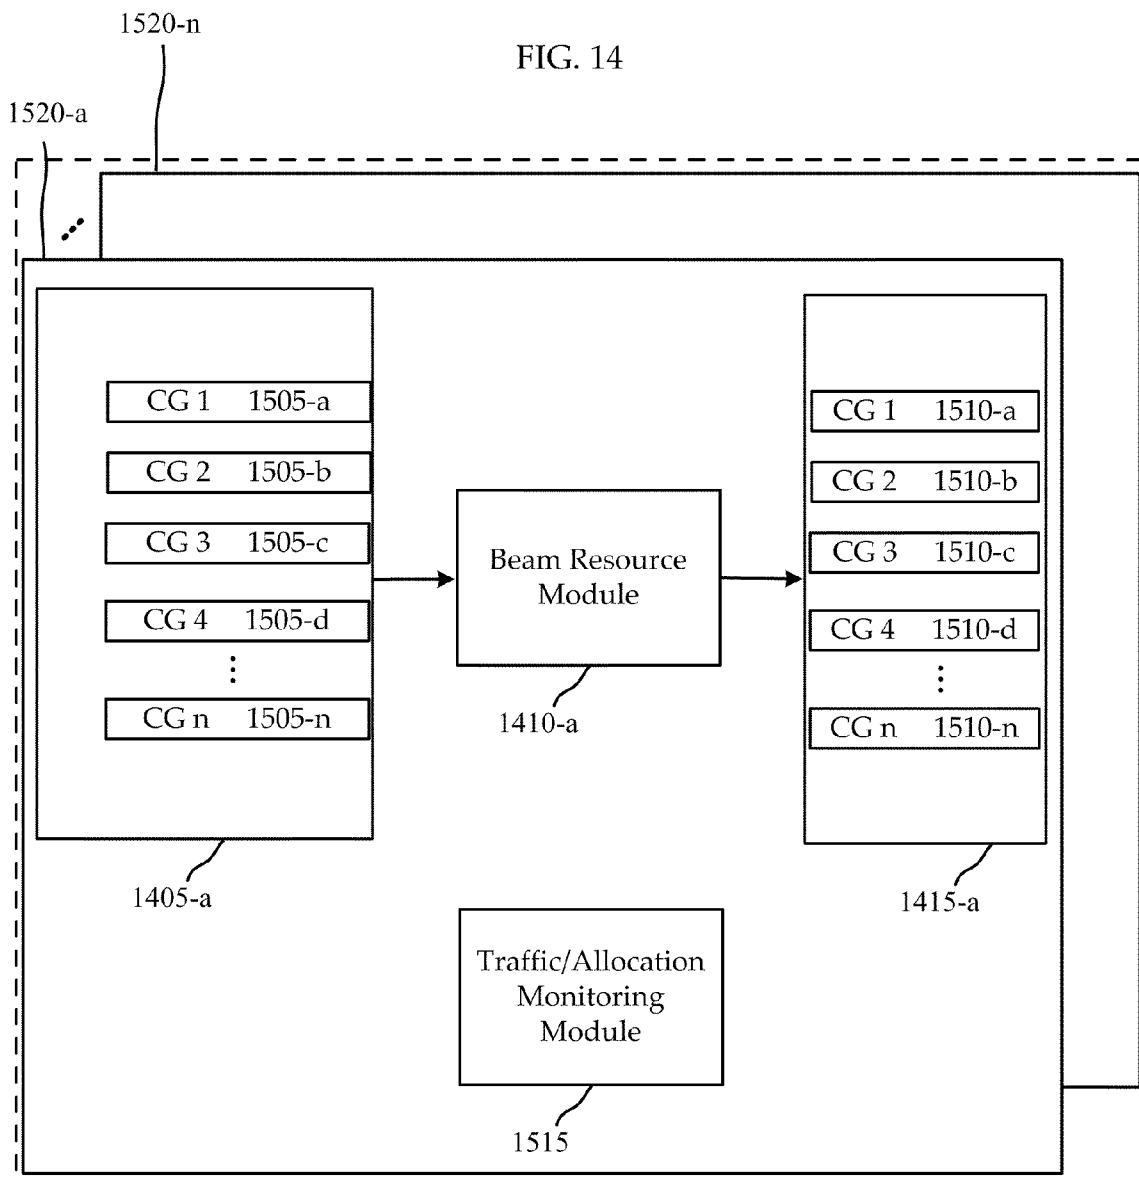 1520-n
FIG. 14
1520-a
CG 1 1505-a
CG 2 1505-b
CG 3 1505-c
CG 4 1505-d
CG n 1505-n
1405-a
Beam Resource
Module
1410-a
CG 1 1510-a
CG 2 1510-b
CG 3 1510-c
CG 4 1510-d
CG n 1510-n
1415-a
Traffic/Allocation
Monitoring
Module
1515